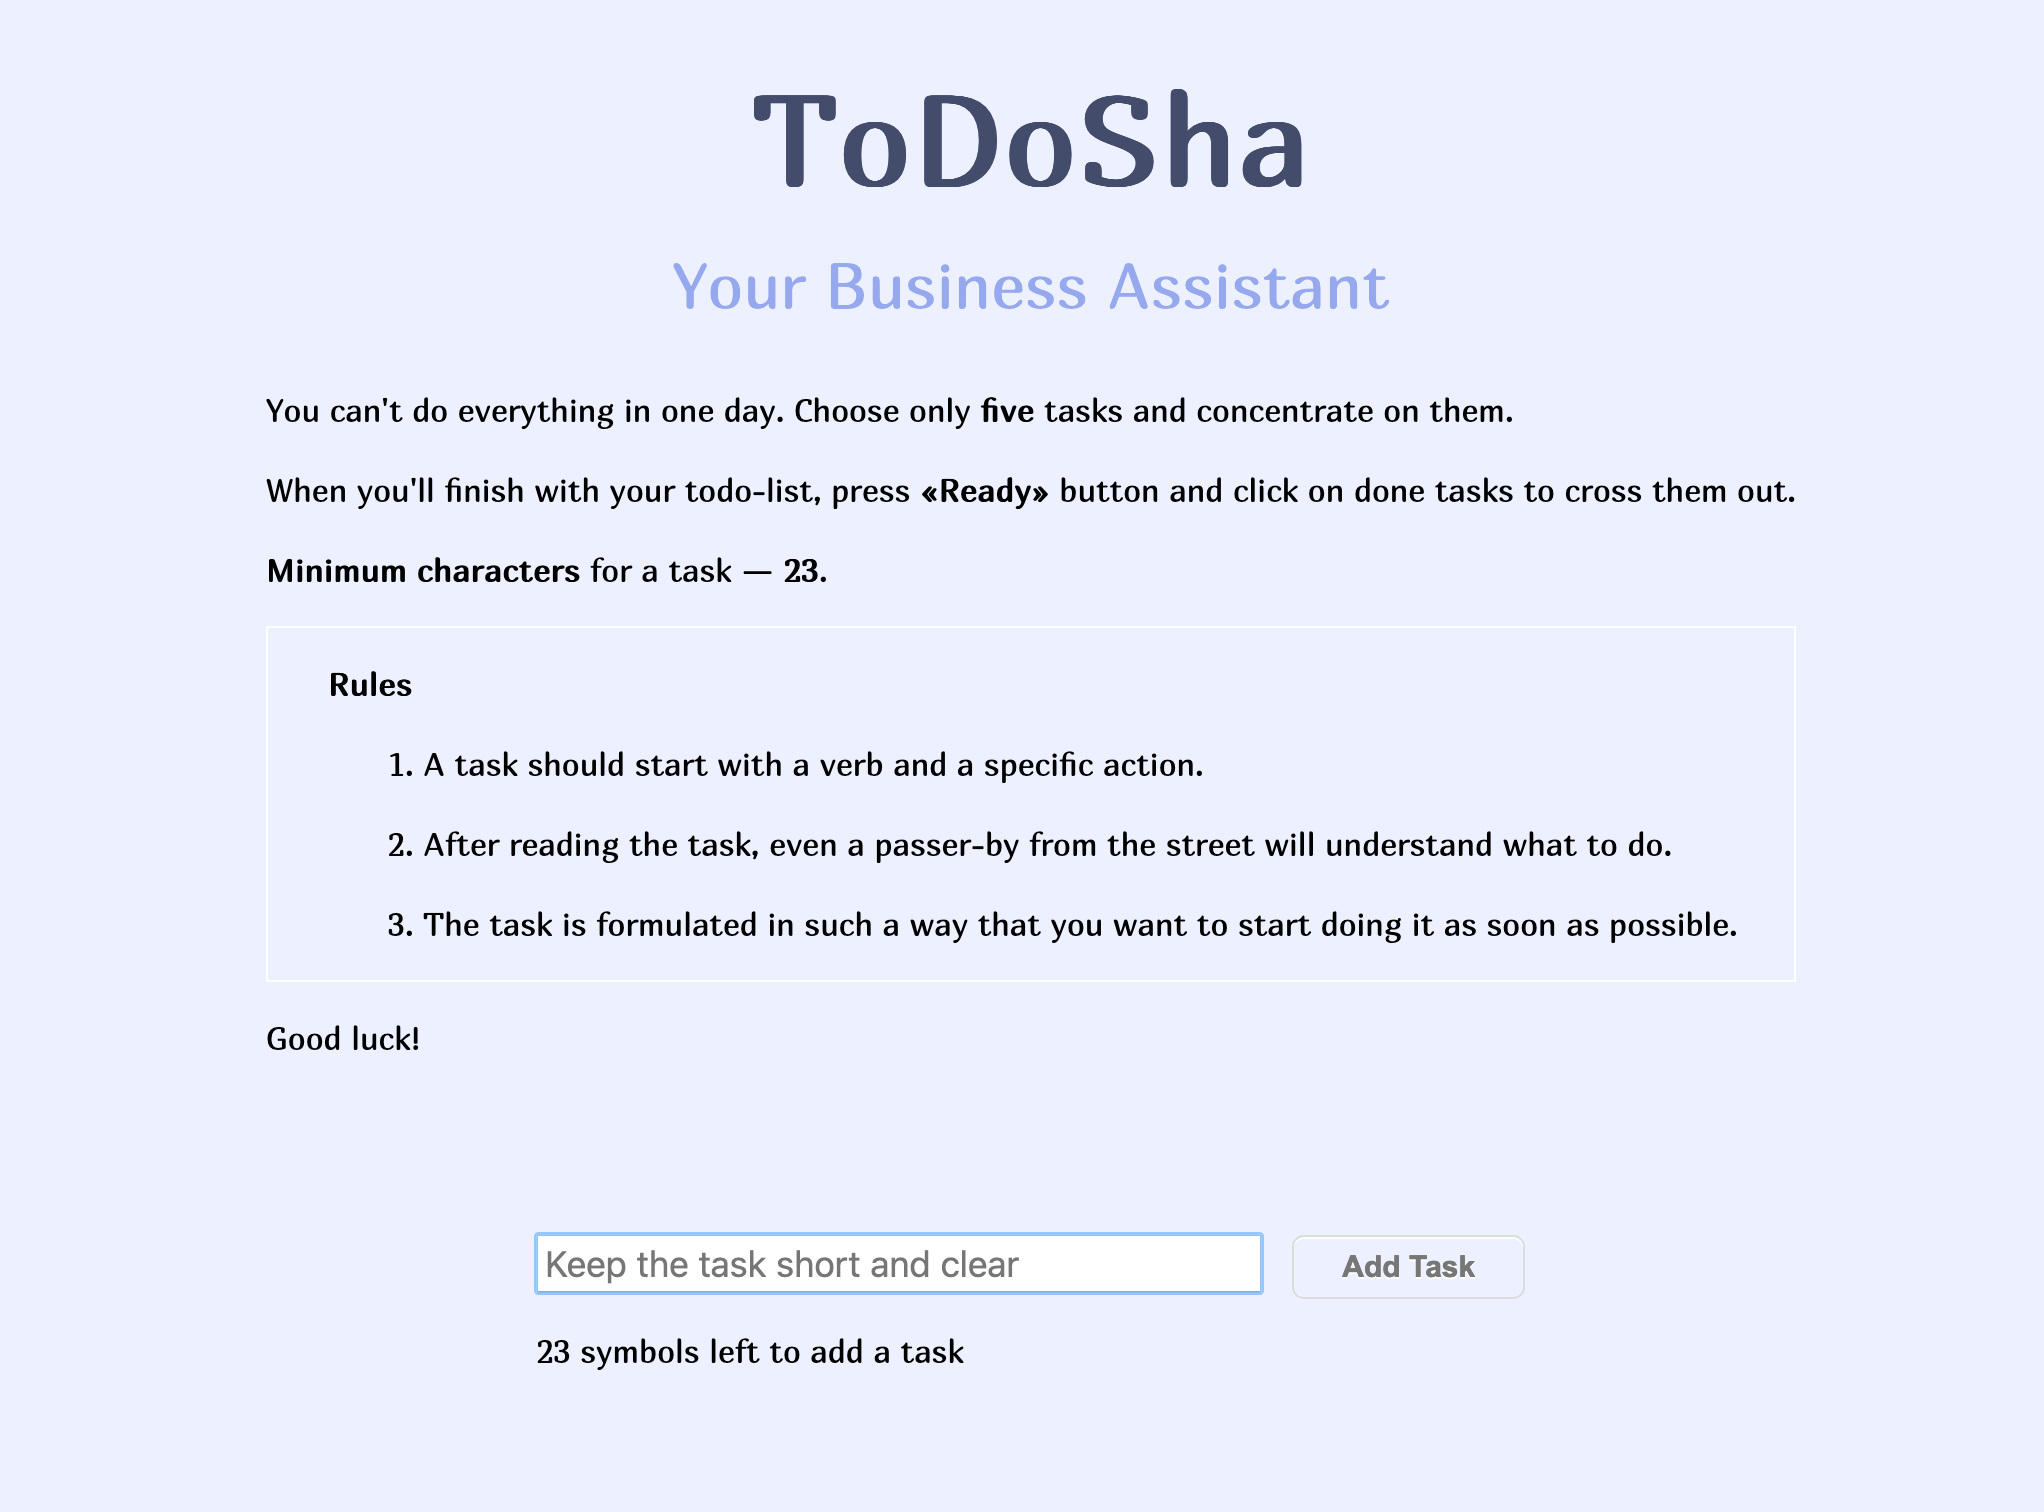 ToDoSha
Your Business Assistant
You can't do everything in one day. Choose only five tasks and concentrate on them.
When you'll finish with your todo-list, press «Ready» button and click on done tasks to cross them out.
Minimum characters for a task — 23.
Rules
1. A task should start with a verb and a specific action.
2. After reading the task, even a passer-by from the street will understand what to do.
3. The task is formulated in such a way that you want to start doing it as soon as possible.
Good luck!
Keep the task short and clear
Add Task
23 symbols left to add a task